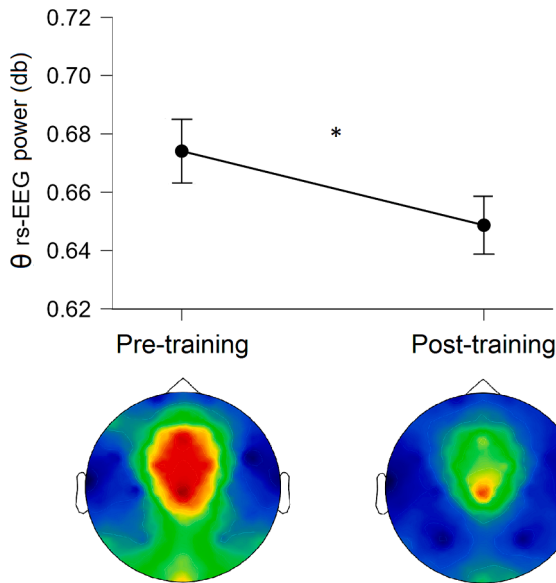 θ rs-EEG power (db)
0.72
0.70
0.68
0.66
0.64
0.62
*
Pre-training
Post-training